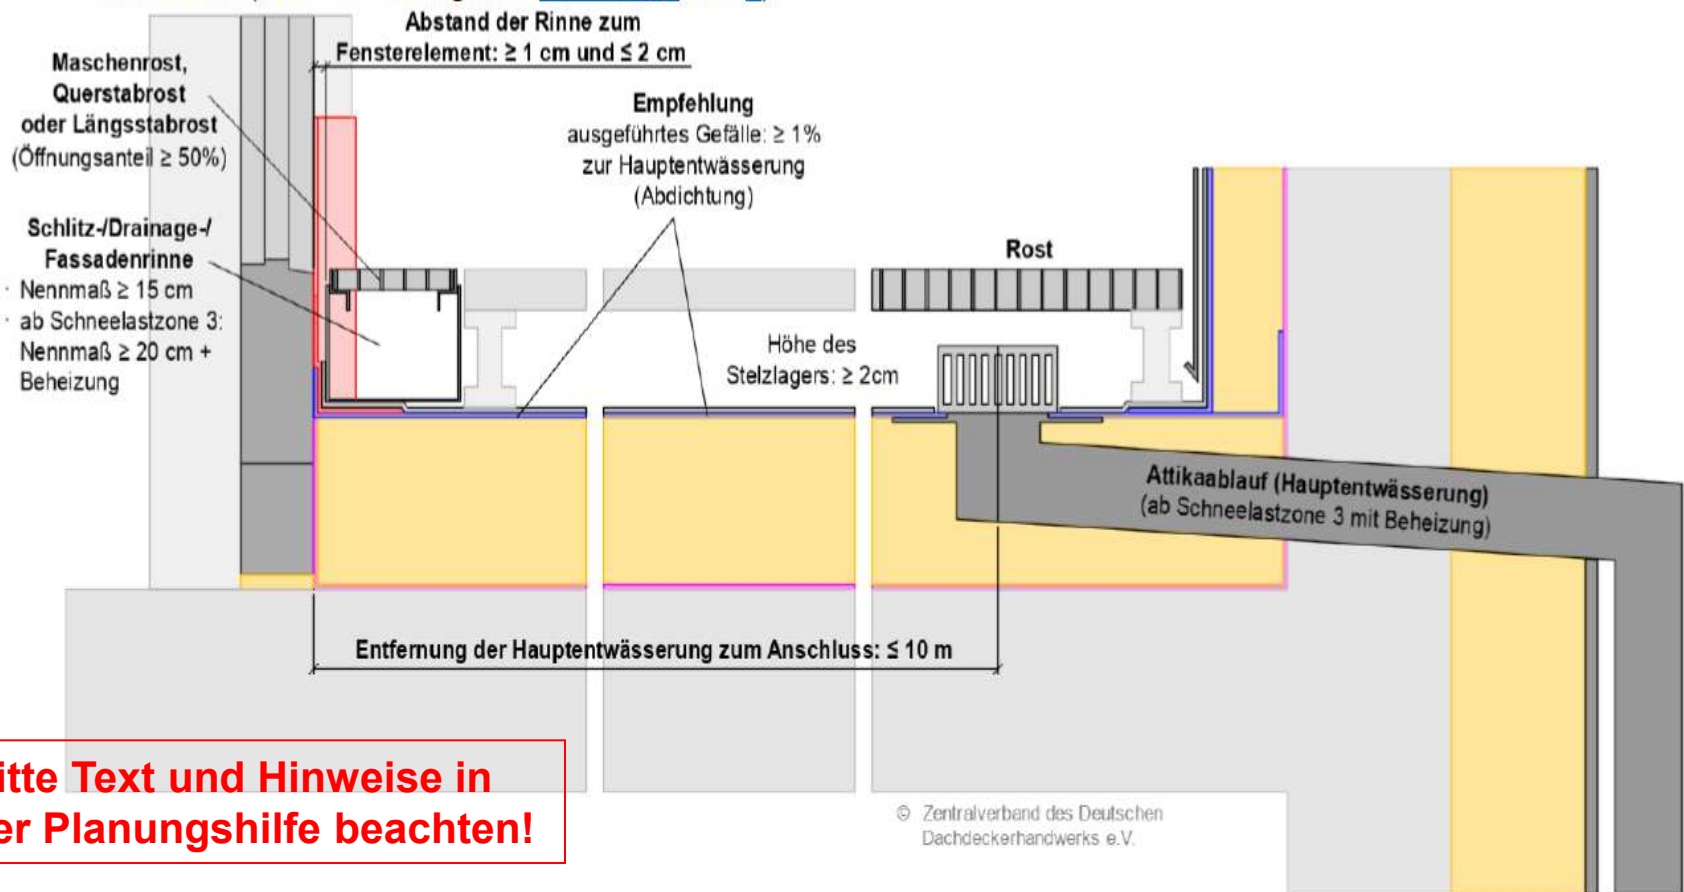 Abstand der Rinne zum
Fensterelement: ≥ 1 cm und ≤ 2 cm
Maschenrost,
Querstabrost
oder Längsstabrost
(Öffnungsanteil ≥ 50%)
Empfehlung
ausgeführtes Gefälle: ≥ 1%
zur Hauptentwässerung
(Abdichtung)
Schlitz-/Drainage-/
Fassadenrinne
· Nennmaß ≥ 15 cm
· ab Schneelastzone 3:
Nennmaß ≥ 20 cm +
Beheizung
Rost
Höhe des
Stelzlagers: ≥ 2cm
Attikaablauf (Hauptentwässerung)
(ab Schneelastzone 3 mit Beheizung)
Entfernung der Hauptentwässerung zum Anschluss: ≤ 10 m
itte Text und Hinweise in
er Planungshilfe beachten!
© Zentralverband des Deutschen
Dachdeckerhandwerks e.V.